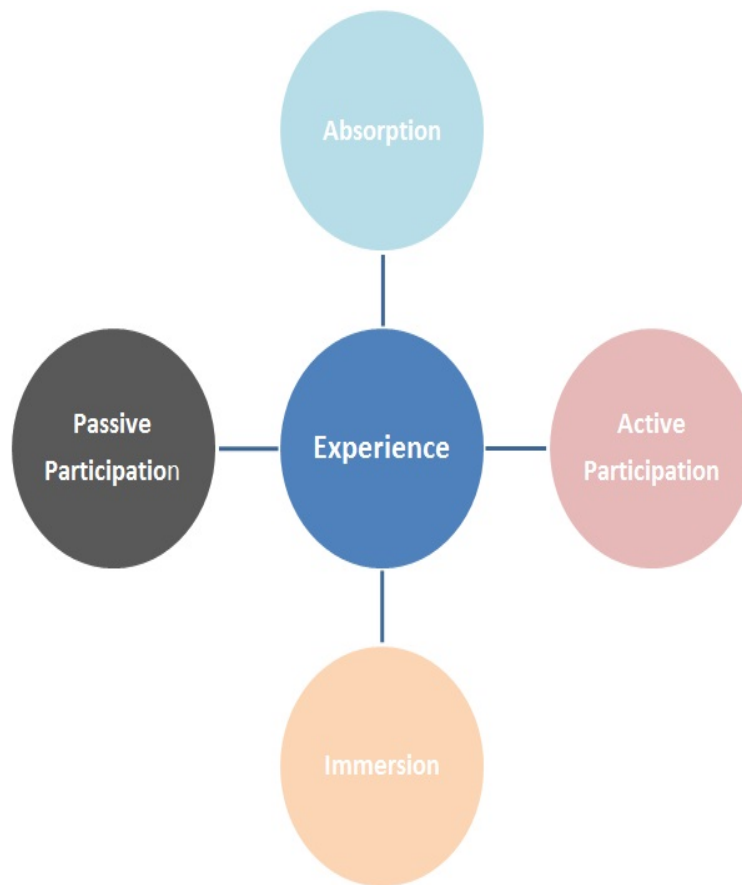 Absorption
Passive
Participation
Experience
Active
Participation
Immersion